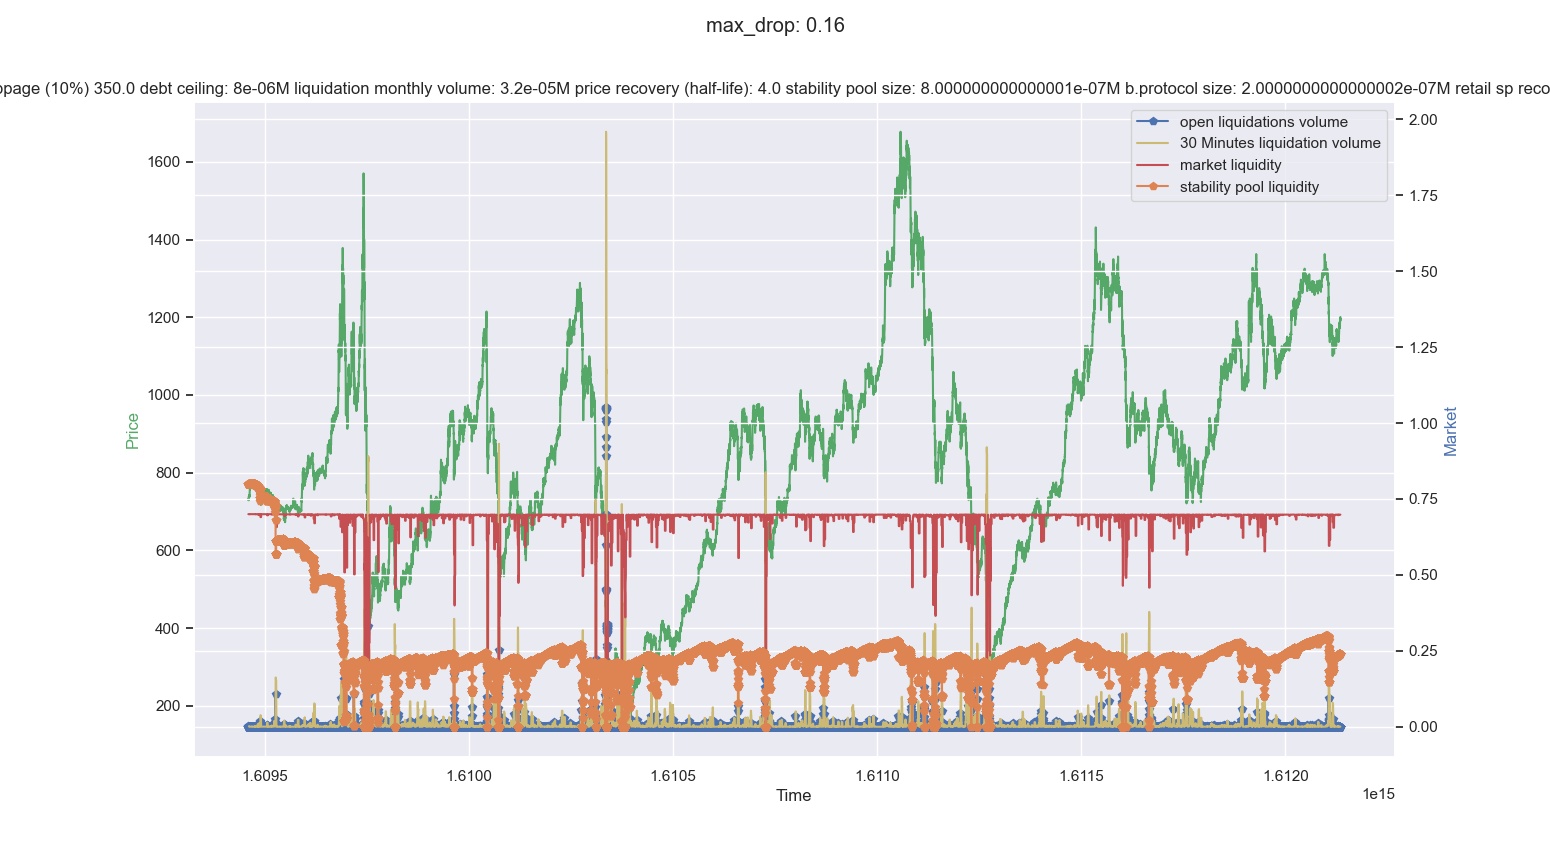 max_drop: 0.16
opage (10%) 350.0 debt ceiling: 8e-06M liquidation monthly volume: 3.2e-05M price recovery (half-life): 4.0 stability pool size: 8.000000000000001e-07M b.protocol size: 2.0000000000000002e-07M retail sp reco
open liquidations volume
30 Minutes liquidation volume
market liquidity
stability pool liquidity
1600
1400
1200
1000
800
600
400
200
Price
2.00
1.75
1.50
1.25
1.00
0.75
0.50
0.25
0.00
Market
1.6095
1.6100
1.6105
1.6110
1.6115
1.6120
1e15
Time